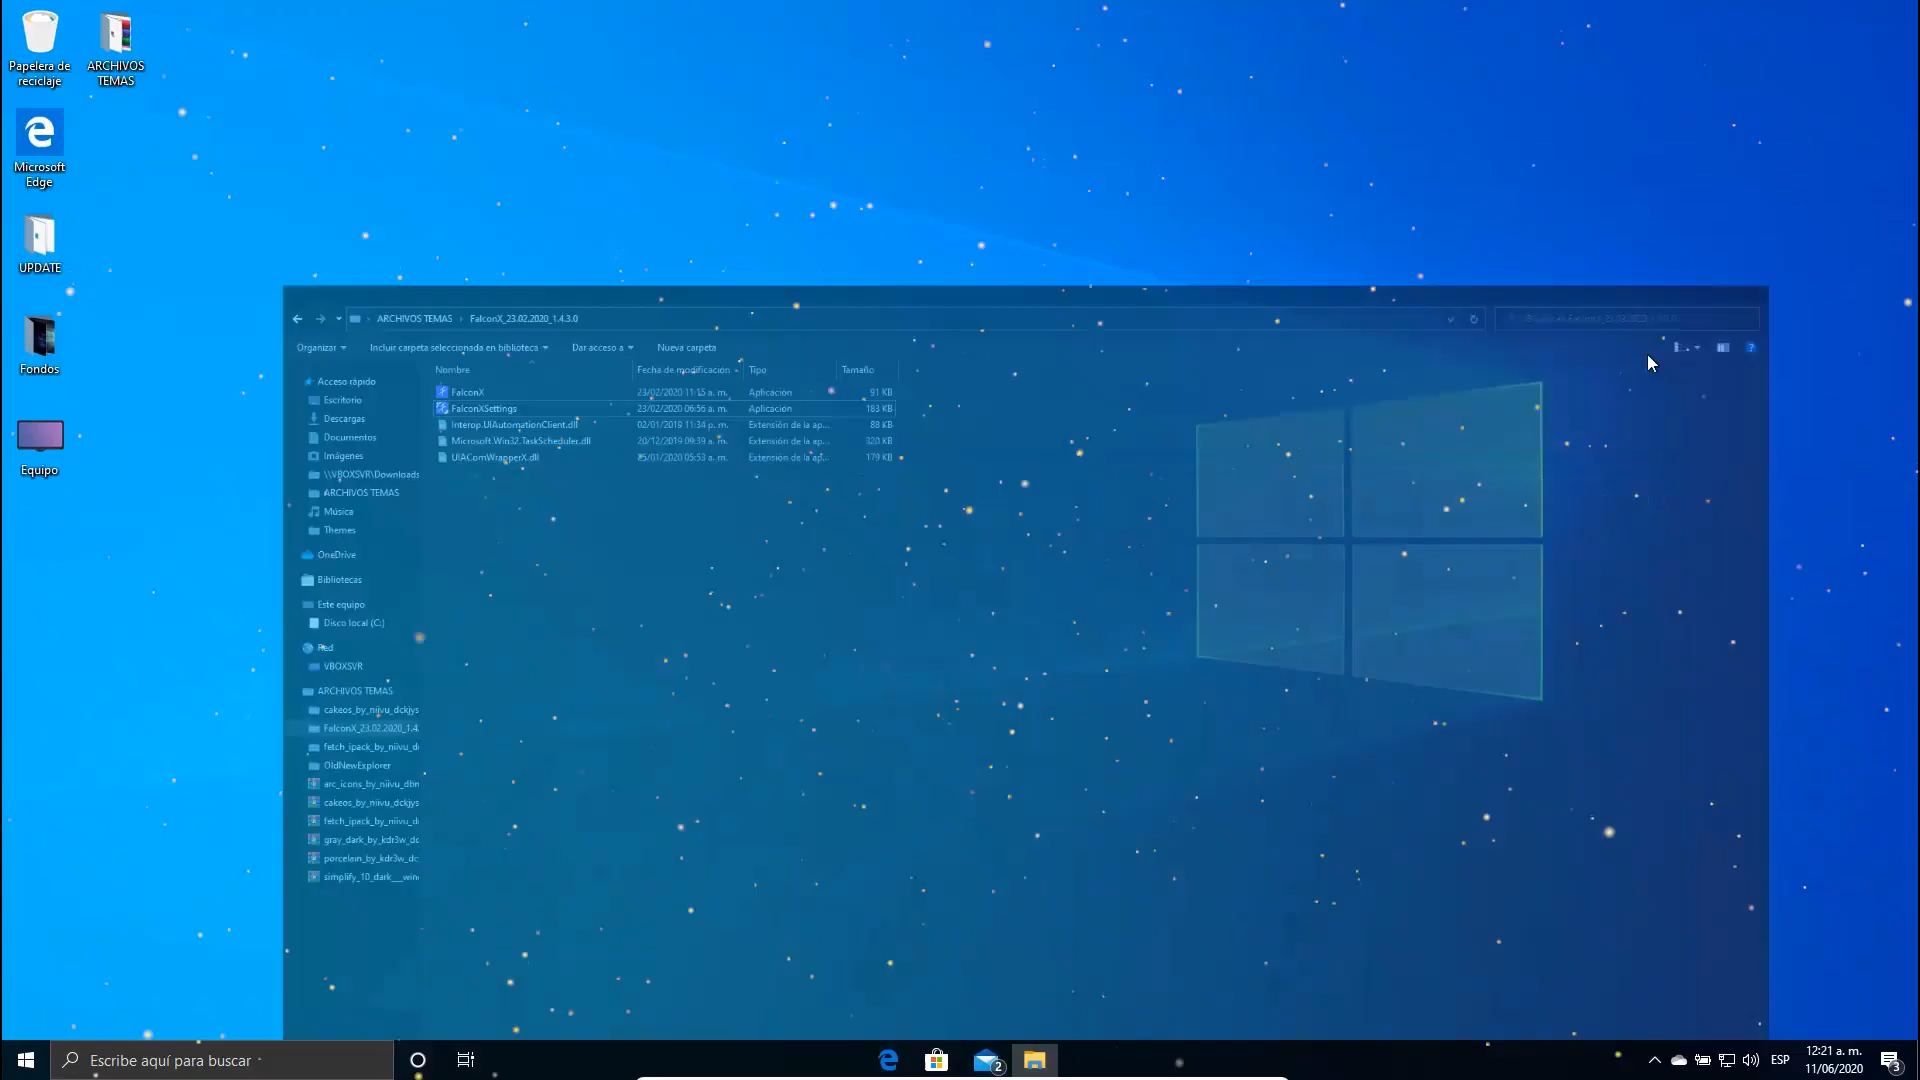 Papelera de
reciclaje
ARCHIVOS
TEMAS
Microsoft
Edge
UPDATE
Fondos
Equipo
ARCHIVOS TEMAS › FalconX_23.02.2020_1.4.3.0
Organizar
Incluir carpeta seleccionada en biblioteca
Dar acceso a
Nueva carpeta
Nombre
Fecha de modificación
Tipo
Tamaño
FalconX 23/02/2020 11:15 a. m. Aplicación 91 KB
FalconXSettings 23/02/2020 06:56 a. m. Aplicación 183 KB
Interop.UIAutomationClient.dll 02/01/2019 11:34 p. m. Extensión de la ap... 88 KB
Microsoft.Win32.TaskScheduler.dll 20/12/2019 09:39 a. m. Extensión de la ap... 320 KB
UIAComWrapperX.dll 25/01/2020 05:53 a. m. Extensión de la ap... 179 KB
Acceso rápido
Escritorio
Descargas
Documentos
Imágenes
\\VBOXSVR\Downloads
ARCHIVOS TEMAS
Música
Themes
OneDrive
Bibliotecas
Este equipo
Disco local (C:)
Red
VBOXSVR
ARCHIVOS TEMAS
cakeos_by_niivu_dckjys
FalconX_23.02.2020_1.4.
fetch_ipack_by_niivu_d
OldNewExplorer
arc_icons_by_niivu_dbn
cakeos_by_niivu_dckjys
fetch_ipack_by_niivu_d
gray_dark_by_kdr3w_dc
porcelain_by_kdr3w_dc
simplify_10_dark__win
Escribe aquí para buscar
2
ESP
12:21 a. m.
11/06/2020
3